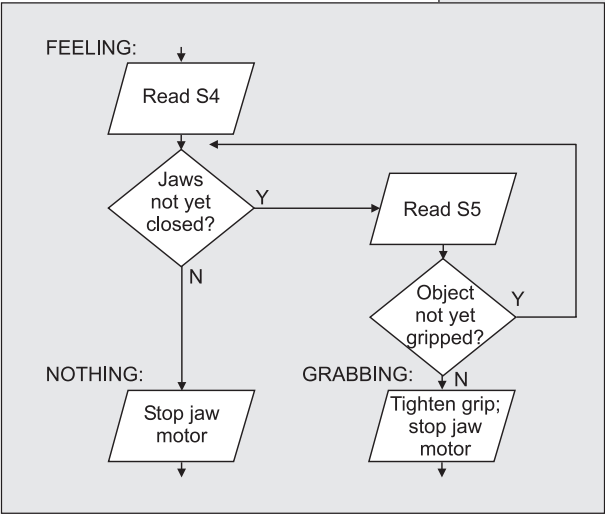 FEELING:
Read S4
Jaws
not yet
closed?
Y
Read S5
N
Object
not yet
gripped?
Y
NOTHING:
GRABBING:
N
Stop jaw
motor
Tighten grip;
stop jaw
motor